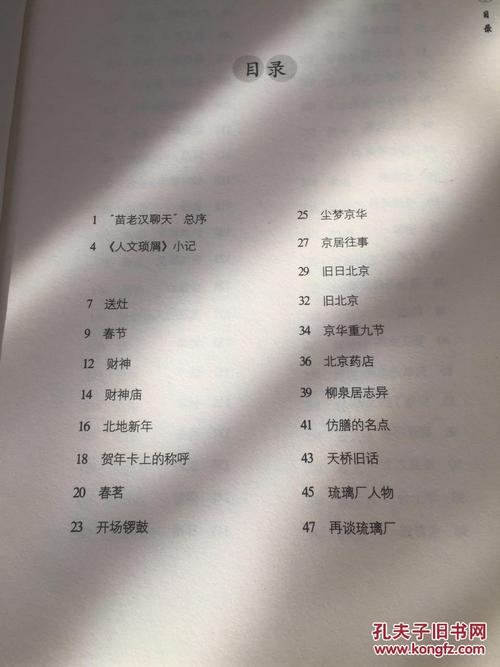 目录
目录
1 “苗老汉聊天”总序
4 《人文琐屑》小记
7 送灶
9 春节
12 财神
14 财神庙
16 北地新年
18 贺年卡上的称呼
20 春茗
23 开场锣鼓
25 尘梦京华
27 京居往事
29 旧日北京
32 旧北京
34 京华重九节
36 北京药店
39 柳泉居志异
41 仿膳的名点
43 天桥旧话
45 琉璃厂人物
47 再谈琉璃厂
孔夫子旧书网
www.kongfz.com